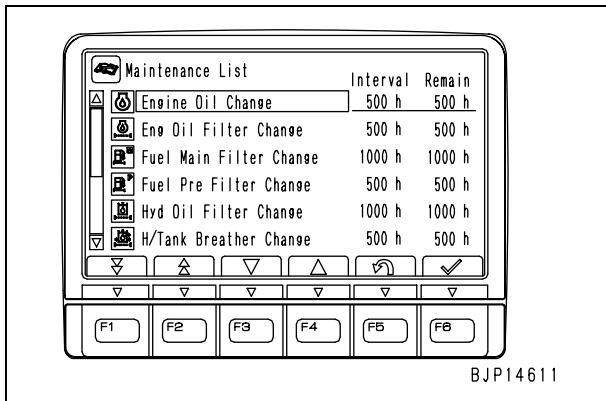 Maintenance List
Interval Remain
Engine Oil Change 500 h 500 h
Eng Oil Filter Change 500 h 500 h
Fuel Main Filter Change 1000 h 1000 h
Fuel Pre Filter Change 500 h 500 h
Hyd Oil Filter Change 1000 h 1000 h
H/Tank Breather Change 500 h 500 h
F1 F2 F3 F4 F5 F6
BJP14611